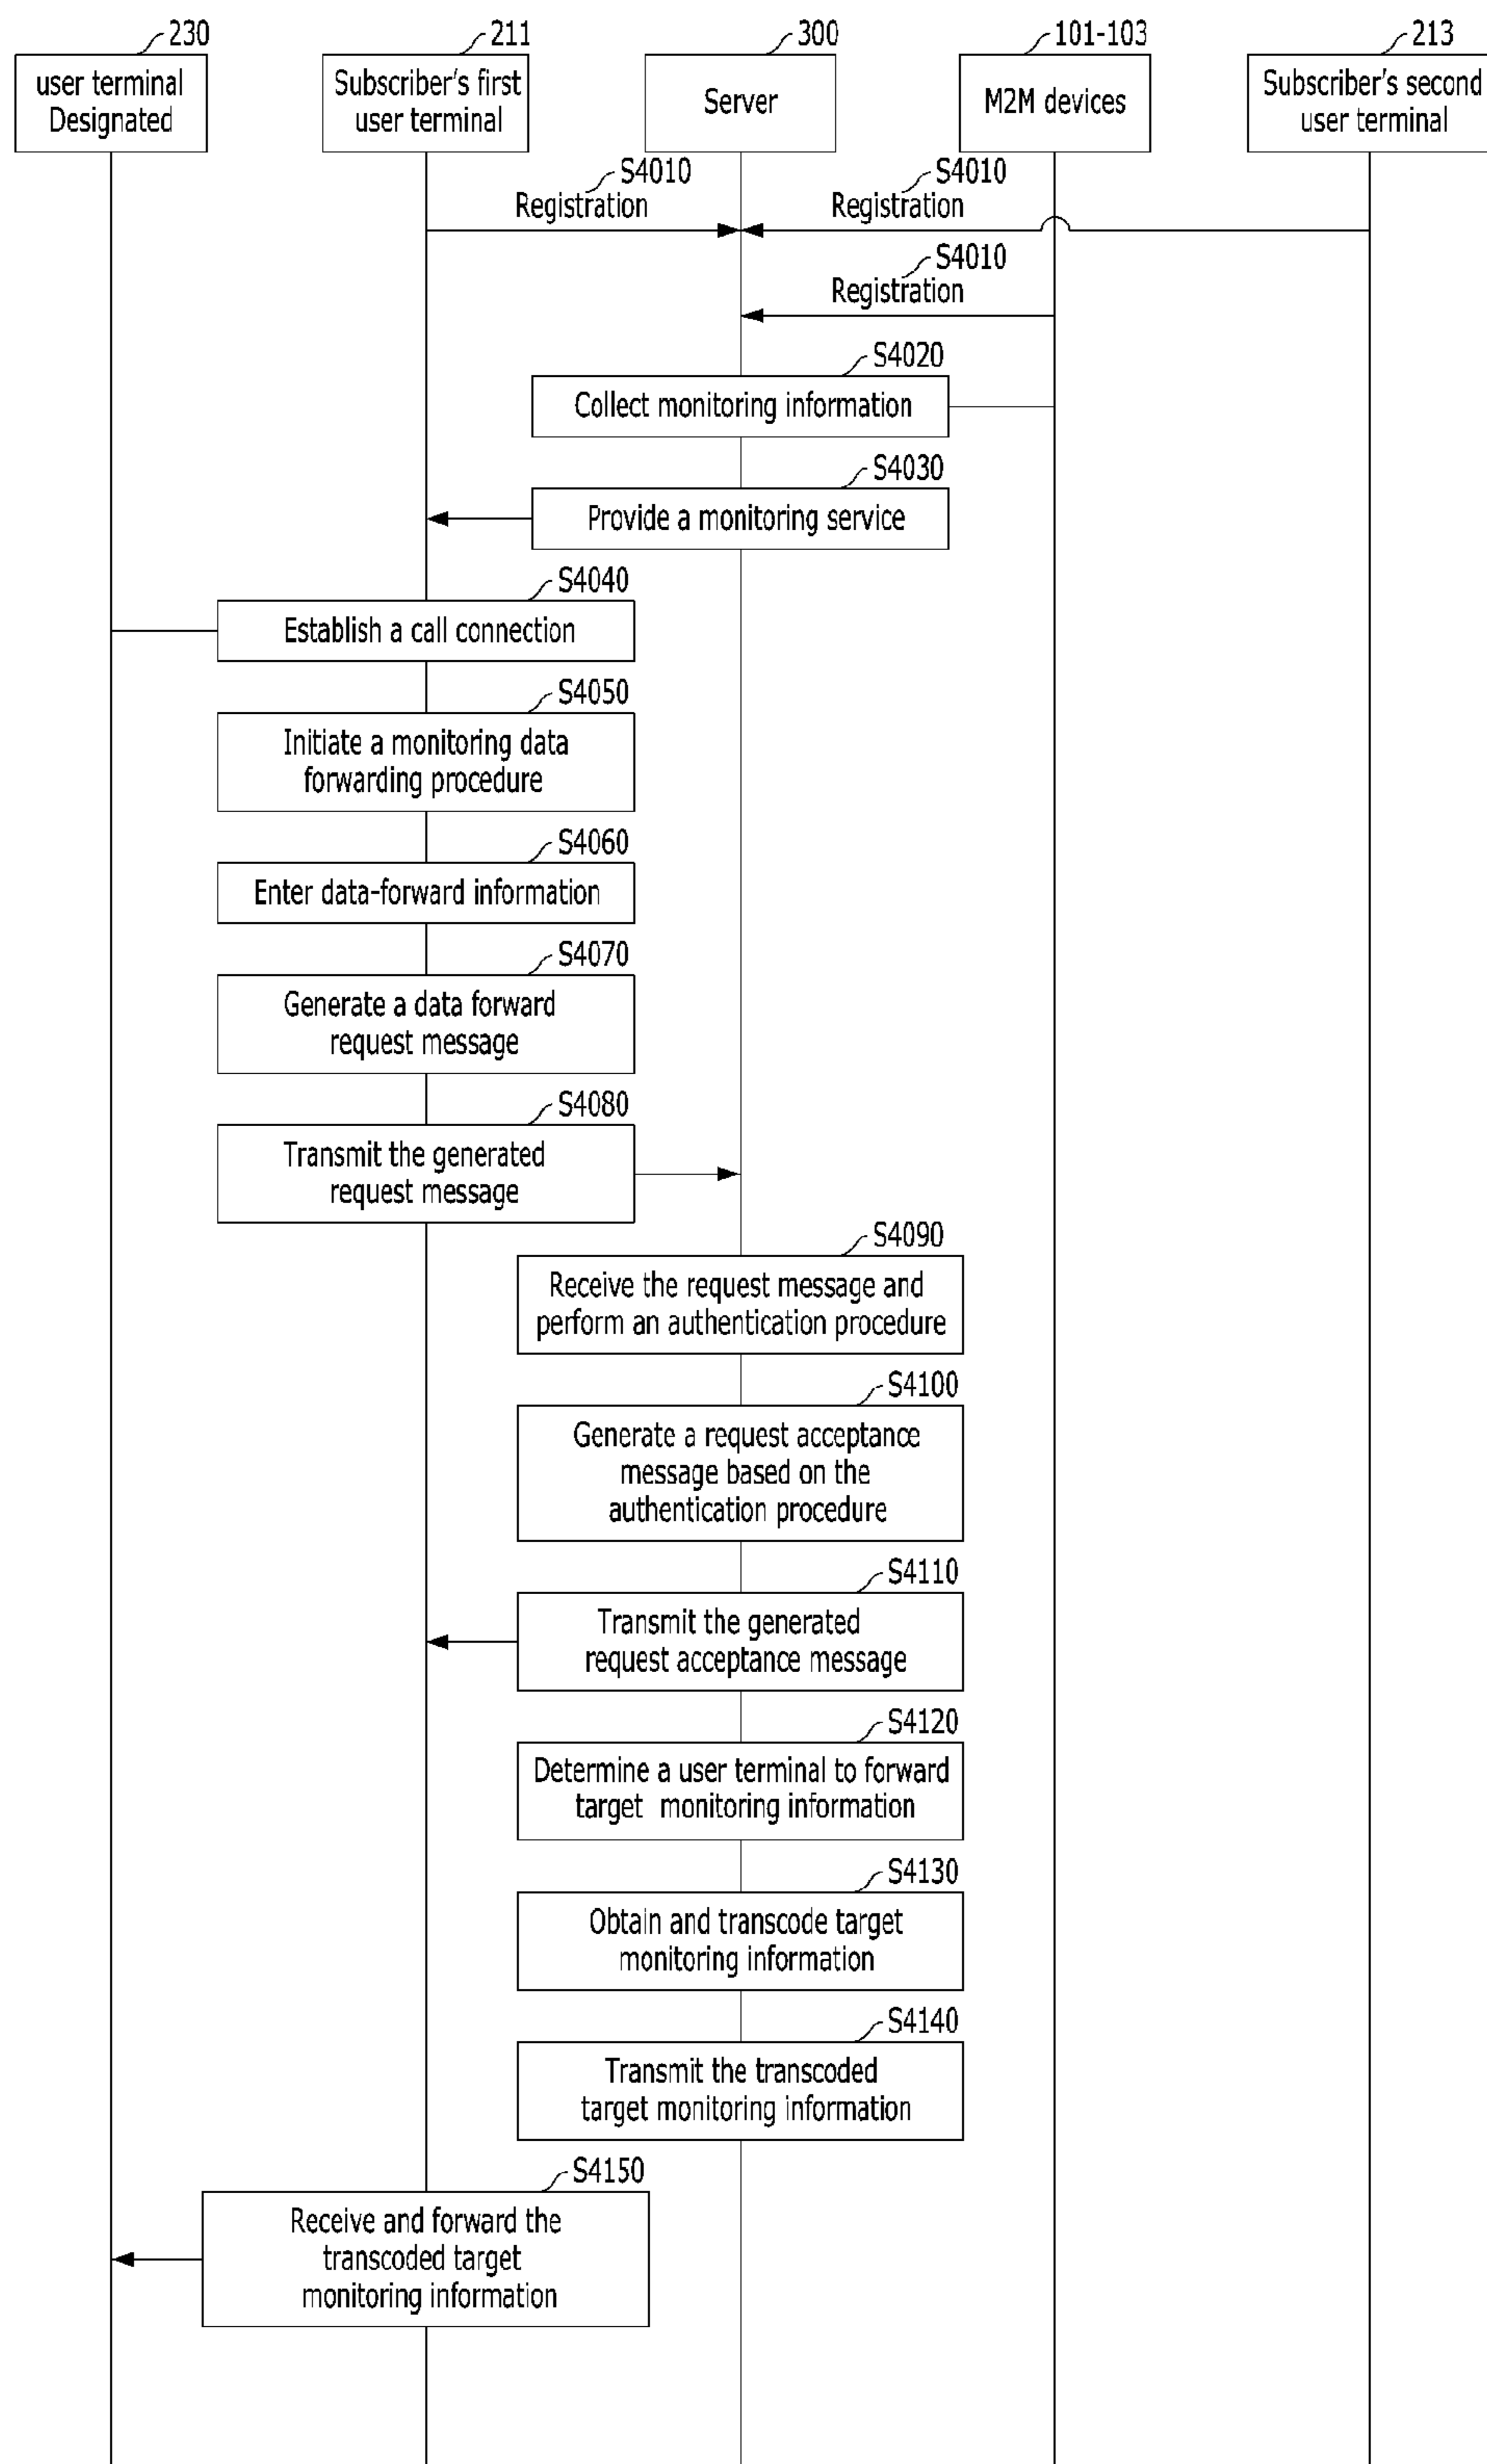 230
211
300
101-103
213
user terminal
Designated
Subscriber's first
user terminal
Server
M2M devices
Subscriber's second
user terminal
S4010
S4010
Registration
Registration
S4010
Registration
S4020
Collect monitoring information
S4030
Provide a monitoring service
S4040
Establish a call connection
S4050
Initiate a monitoring data
forwarding procedure
S4060
Enter data-forward information
S4070
Generate a data forward
request message
S4080
Transmit the generated
request message
S4090
Receive the request message and
perform an authentication procedure
S4100
Generate a request acceptance
message based on the
authentication procedure
S4110
Transmit the generated
request acceptance message
S4120
Determine a user terminal to forward
target monitoring information
S4130
Obtain and transcode target
monitoring information
S4140
Transmit the transcoded
target monitoring information
S4150
Receive and forward the
transcoded target
monitoring information